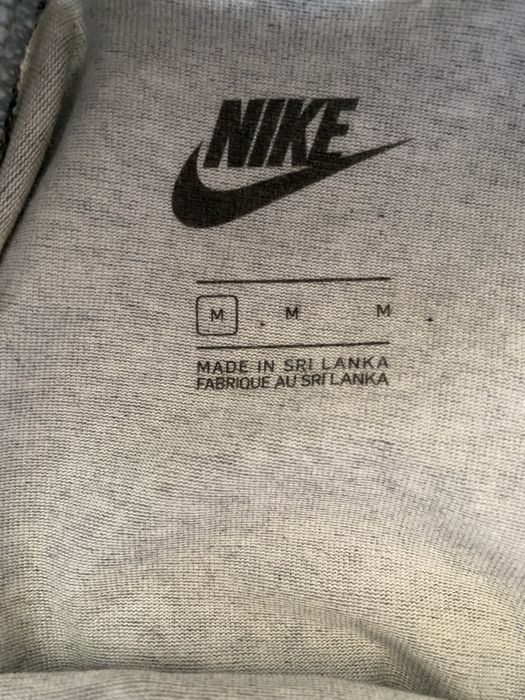 NIKE
M M M
MADE IN SRI LANKA
FABRIQUE AU SRI LANKA